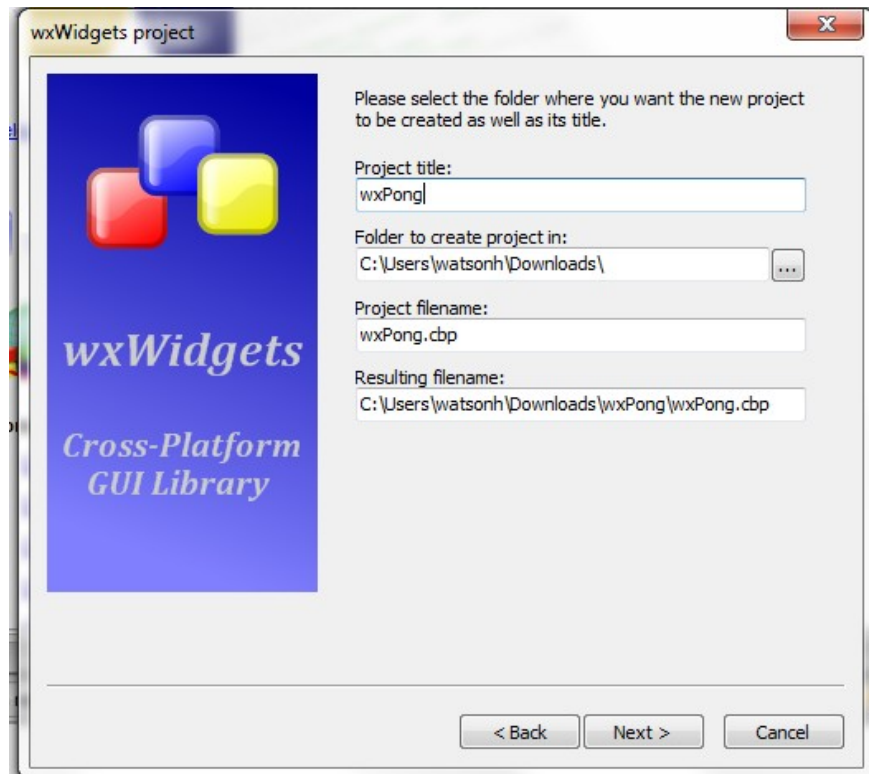 wxWidgets project
Please select the folder where you want the new project
to be created as well as its title.
Project title:
wxPong
Folder to create project in:
C:\Users\watsonh\Downloads\
...
Project filename:
wxPong.cbp
Resulting filename:
C:\Users\watsonh\Downloads\wxPong\wxPong.cbp
wxWidgets
Cross-Platform
GUI Library
< Back
Next >
Cancel